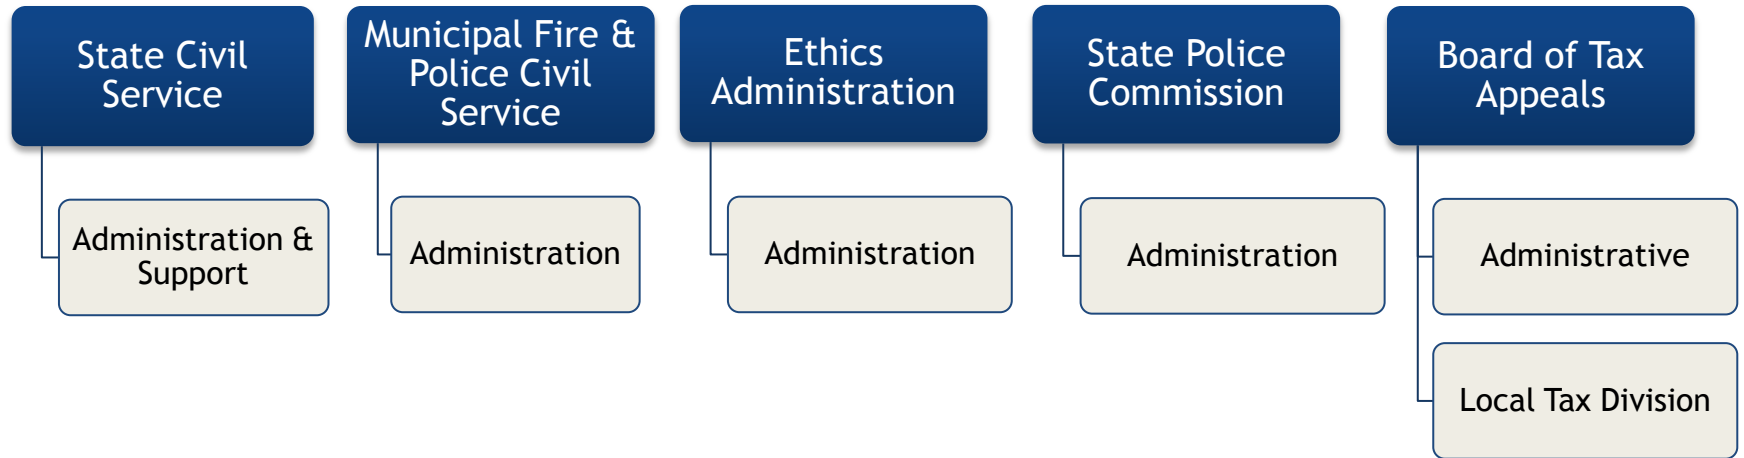 State Civil
Service
Municipal Fire &
Police Civil
Service
Ethics
Administration
State Police
Commission
Board of Tax
Appeals
Administration &
Support
Administration
Administration
Administration
Administrative
Local Tax Division